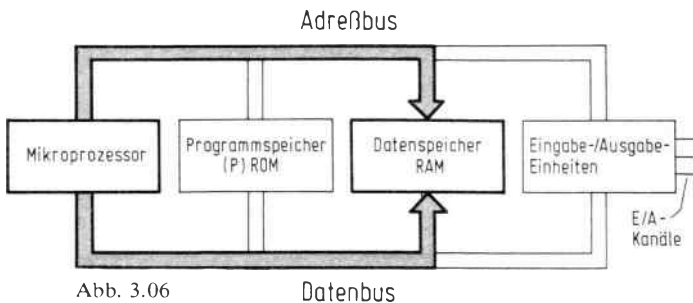 Adreßbus
Mikroprozessor
Programmspeicher
(P) ROM
Datenspeicher
RAM
Eingabe-/Ausgabe-
Einheiten
E/A-
Kanäle
Abb. 3.06
Datenbus